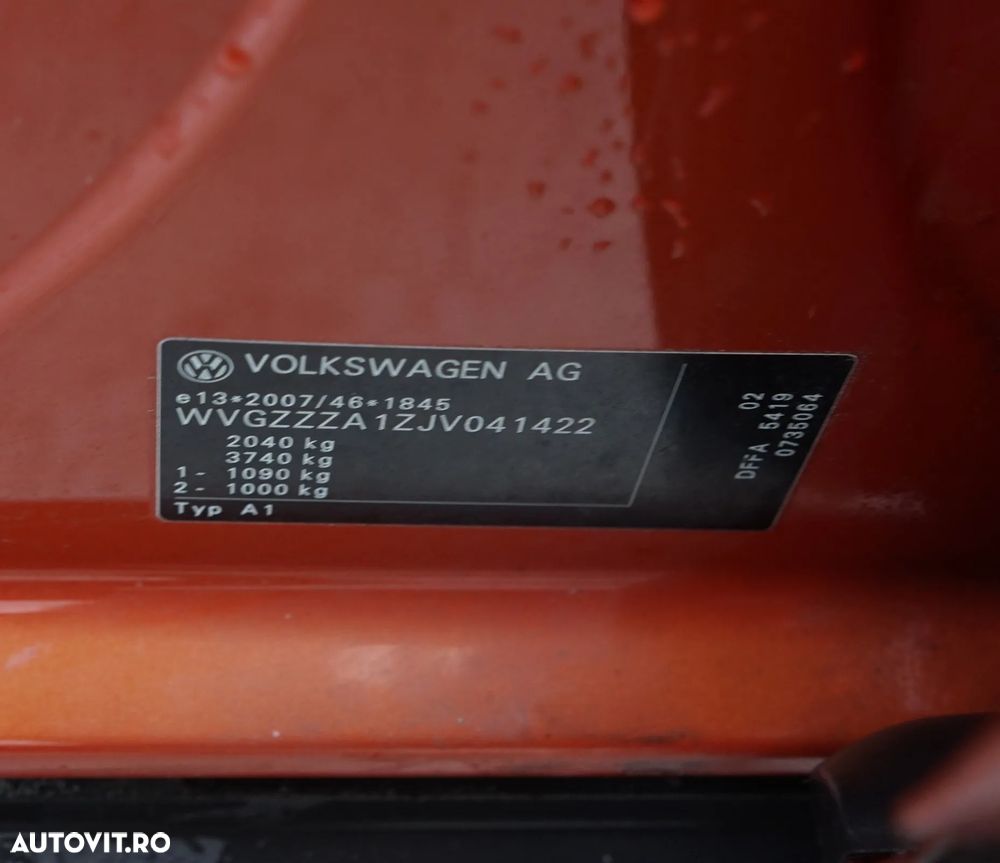 VOLKSWAGEN AG
e13*2007/46*1845
WVGZZZA1ZJV041422
2040 kg
3740 kg
1- 1090 kg
2- 1000 kg
Typ A1
02
DFFA 5419
0735064
AUTOVIT.RO